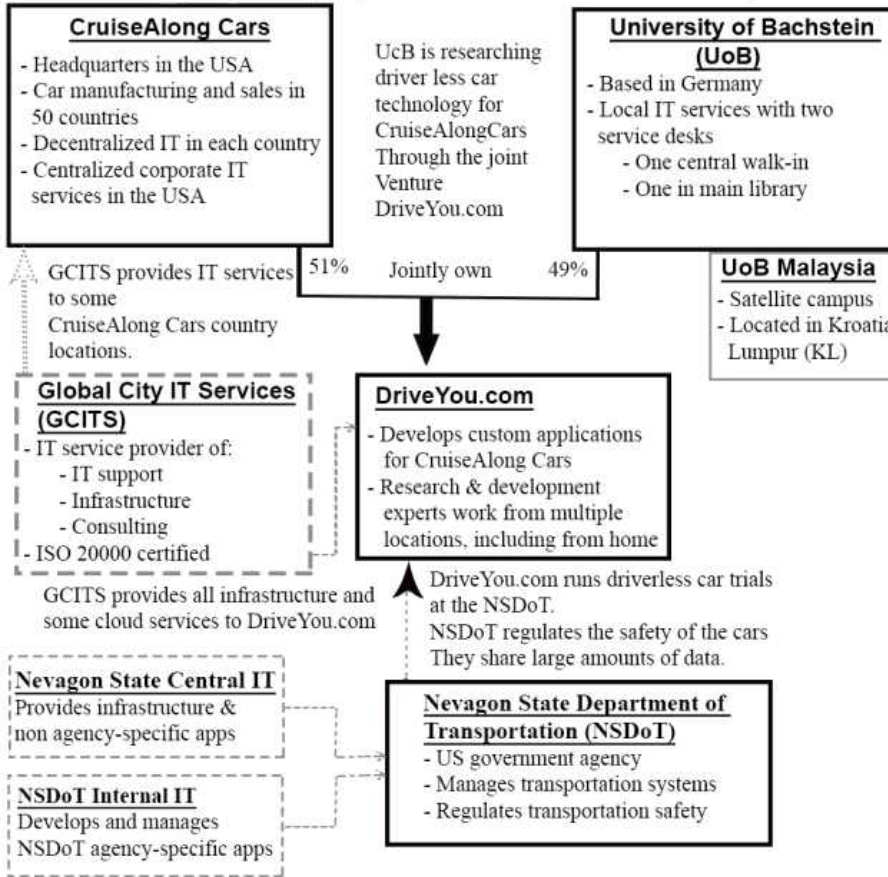 CruiseAlong Cars
- Headquarters in the USA
- Car manufacturing and sales in
50 countries
- Decentralized IT in each country
- Centralized corporate IT
services in the USA
UcB is researching
driver less car
technology for
CruiseAlongCars
Through the joint
Venture
DriveYou.com
University of Bachstein
(UoB)
- Based in Germany
- Local IT services with two
service desks
- One central walk-in
- One in main library
51%
Jointly own
49%
UoB Malaysia
- Satellite campus
- Located in Kroatia
Lumpur (KL)
GCITS provides IT services
to some
CruiseAlong Cars country
locations.
Global City IT Services
(GCITS)
- IT service provider of:
- IT support
- Infrastructure
- Consulting
- ISO 20000 certified
DriveYou.com
- Develops custom applications
for CruiseAlong Cars
- Research & development
experts work from multiple
locations, including from home
GCITS provides all infrastructure and
some cloud services to DriveYou.com
DriveYou.com runs driverless car trials
at the NSDoT.
NSDoT regulates the safety of the cars
They share large amounts of data.
Nevagon State Central IT
Provides infrastructure &
non agency-specific apps
NSDoT Internal IT
Develops and manages
NSDoT agency-specific apps
Nevagon State Department of
Transportation (NSDoT)
- US government agency
- Manages transportation systems
- Regulates transportation safety